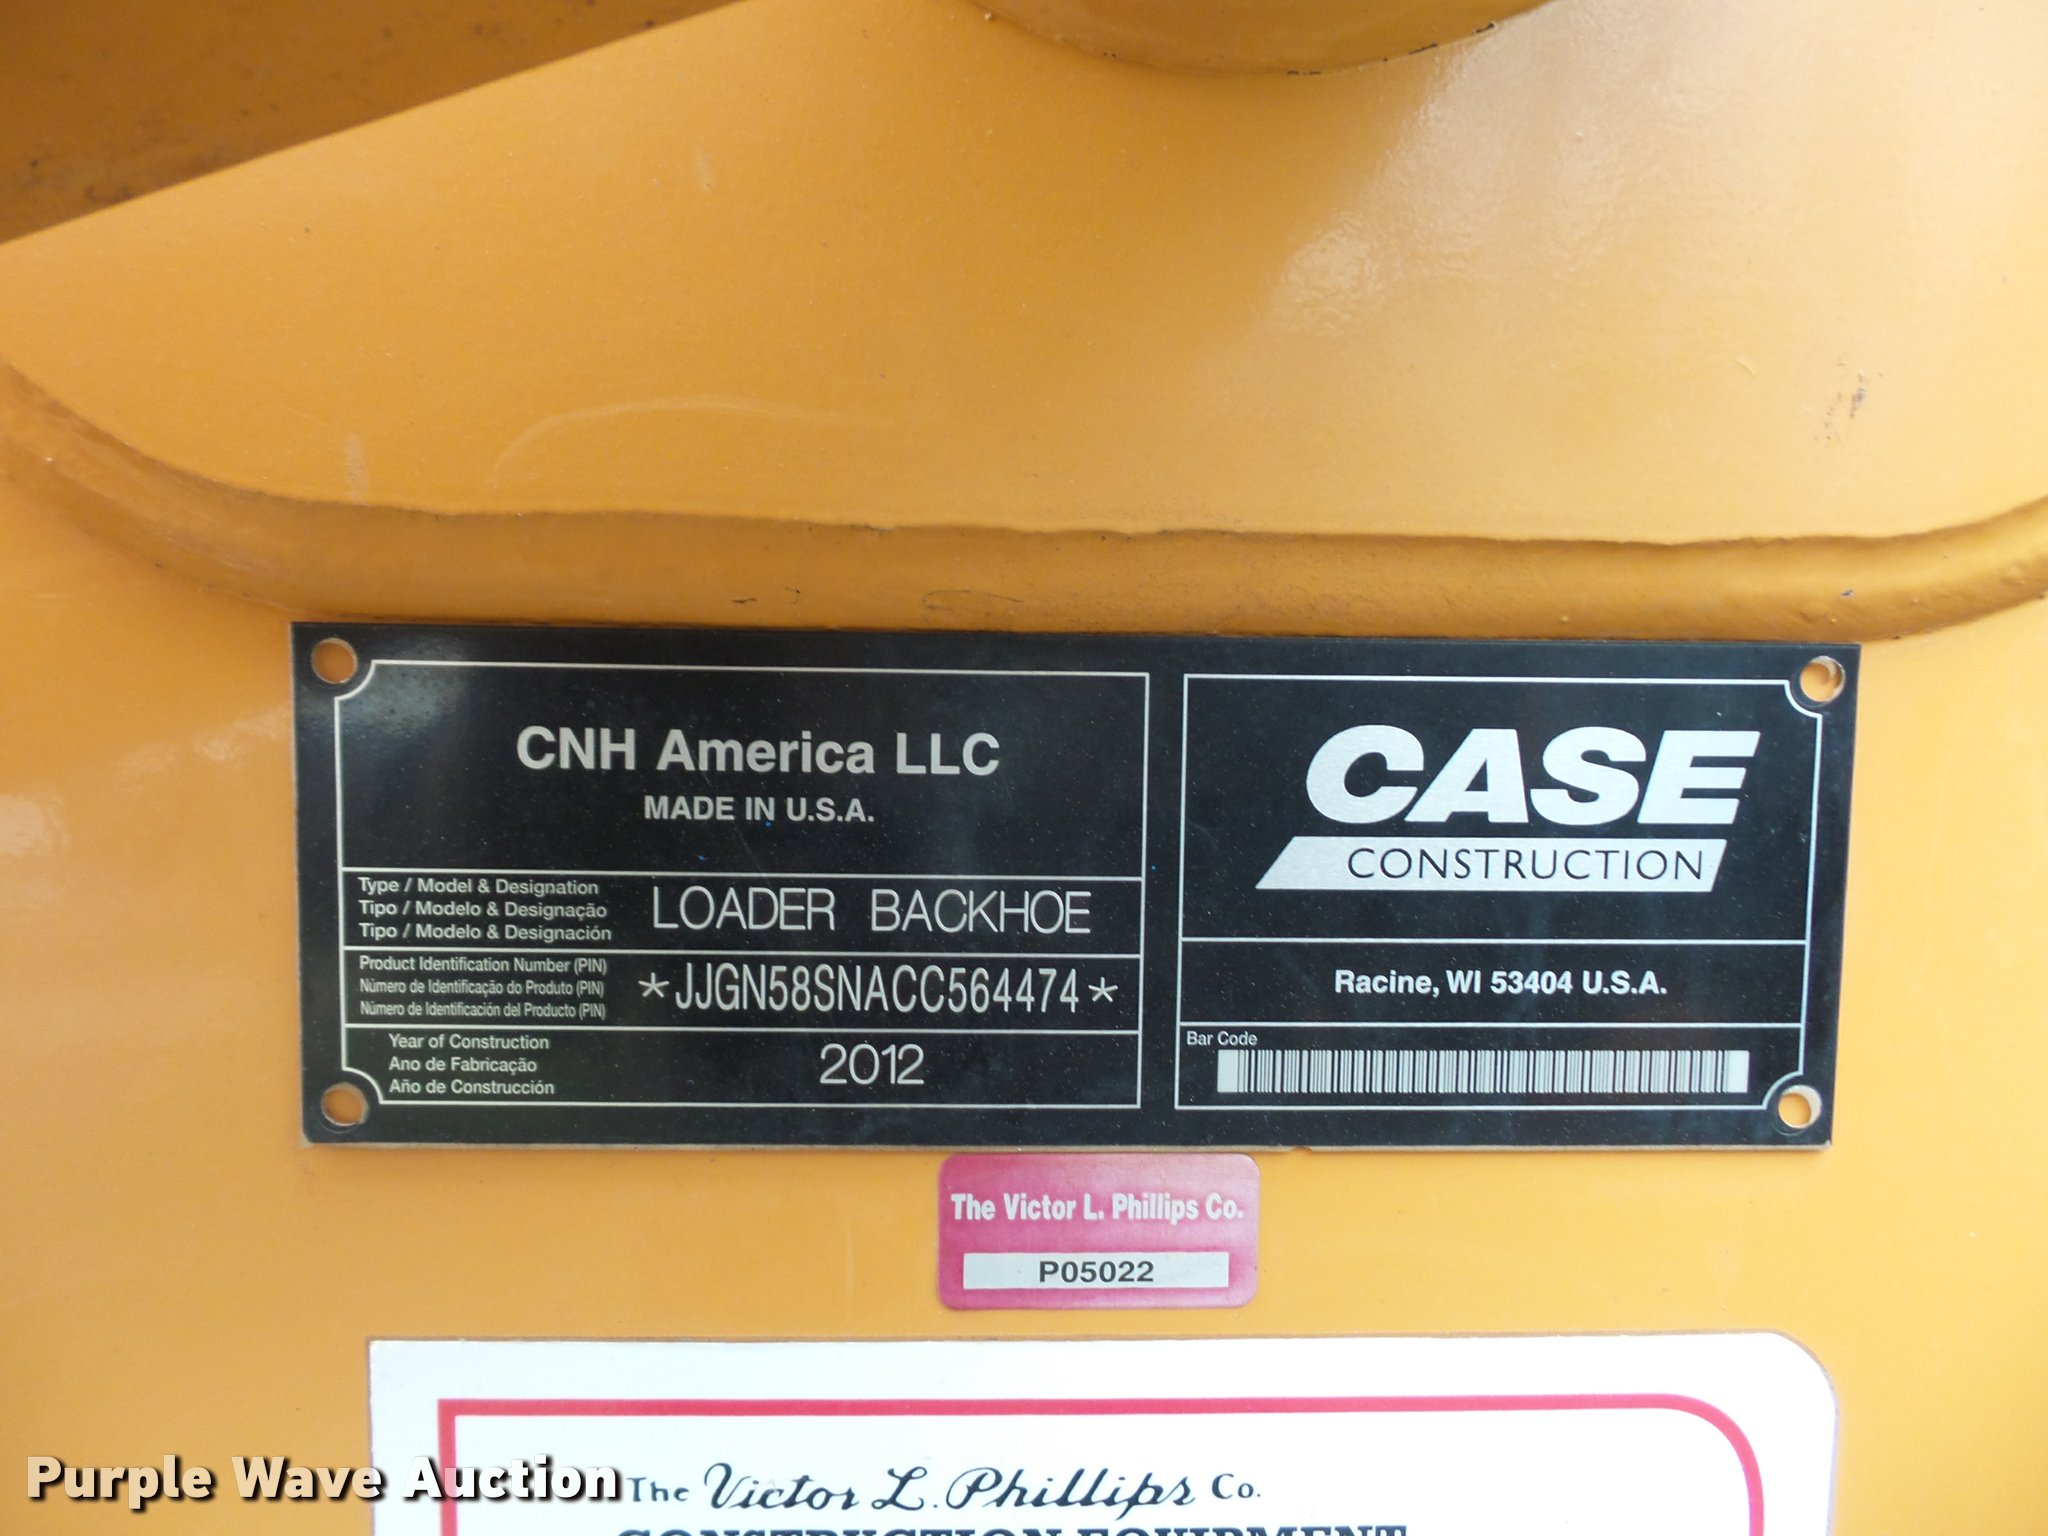 CNH America LLC
MADE IN U.S.A.
Type / Model & Designation
Tipo / Modelo & Designação
Tipo / Modelo & Designación
LOADER BACKHOE
Product Identification Number (PIN)
Número de Identificação do Produto (PIN)
Número de Identificación del Producto (PIN)
*JJGN58SNACC564474*
Year of Construction
Ano de Fabricação
Año de Construcción
2012
CASE
CONSTRUCTION
Racine, WI 53404 U.S.A.
Bar Code
The Victor L. Phillips Co.
P05022
The Victor L. Phillips Co.
CONSTRUCTION EQUIPMENT
Purple Wave Auction